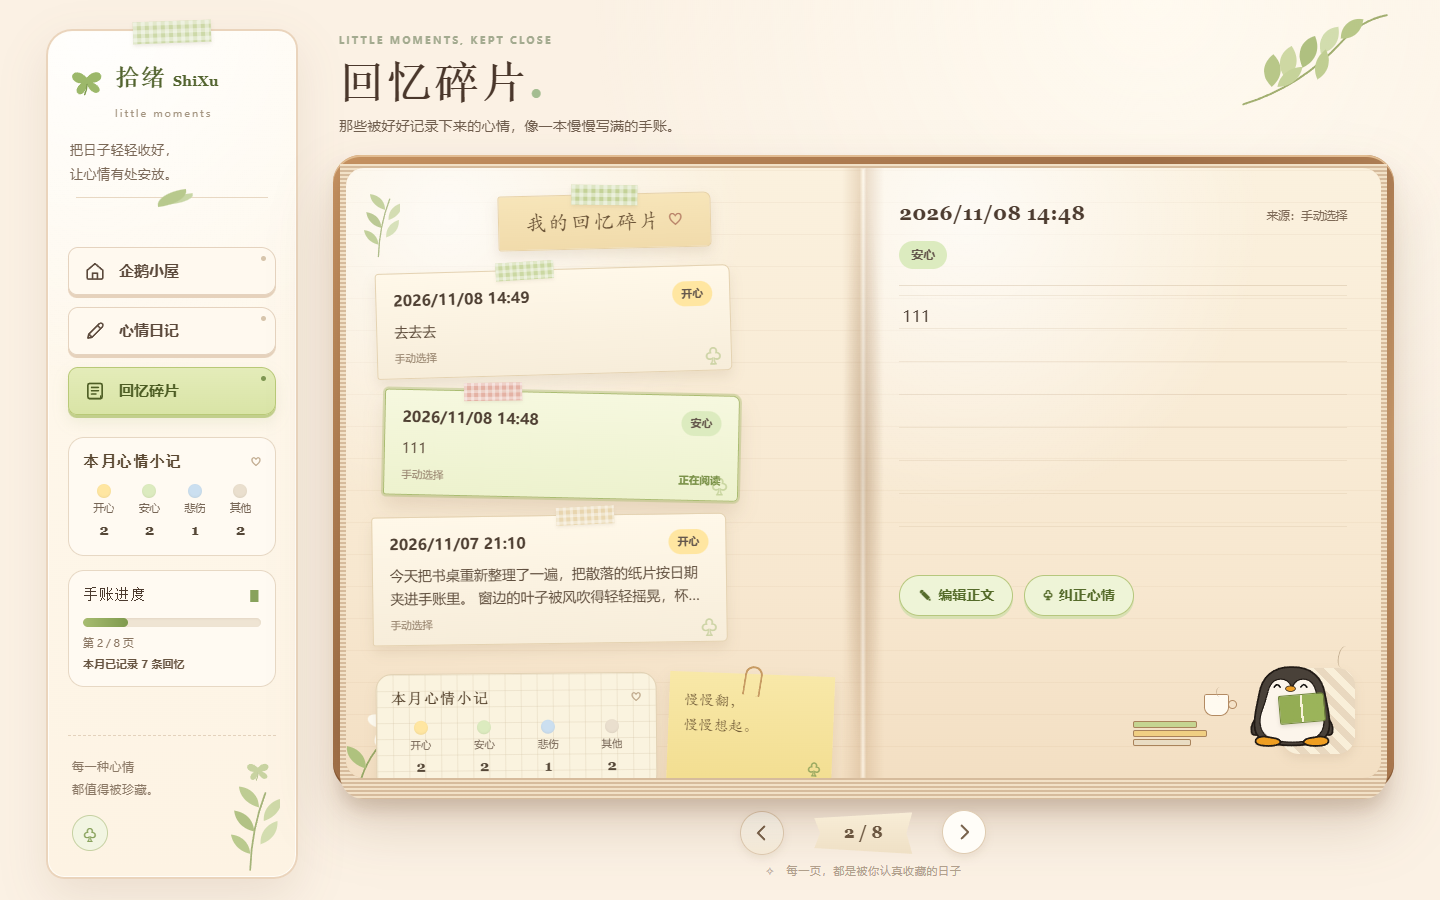 拾绪 ShiXu
little moments
把日子轻轻收好，
让心情有处安放。
企鹅小屋
心情日记
回忆碎片
本月心情小记
开心 安心 悲伤 其他
2 2 1 2
手账进度
第 2 / 8 页
本月已记录 7 条回忆
每一种心情
都值得被珍藏。
LITTLE MOMENTS, KEPT CLOSE
回忆碎片.
那些被好好记录下来的心情，像一本慢慢写满的手账。
我的回忆碎片
2026/11/08 14:49 开心
去去去
手动选择
2026/11/08 14:48 安心
111
手动选择 正在阅读
2026/11/07 21:10 开心
今天把书桌重新整理了一遍，把散落的纸片按日期
夹进手账里。 窗边的叶子被风吹得轻轻摇晃，杯...
手动选择
本月心情小记
开心 安心 悲伤 其他
2 2 1 2
慢慢翻，
慢慢想起。
2026/11/08 14:48 来源：手动选择
安心
111
编辑正文 纠正心情
2 / 8
每一页，都是被你认真收藏的日子